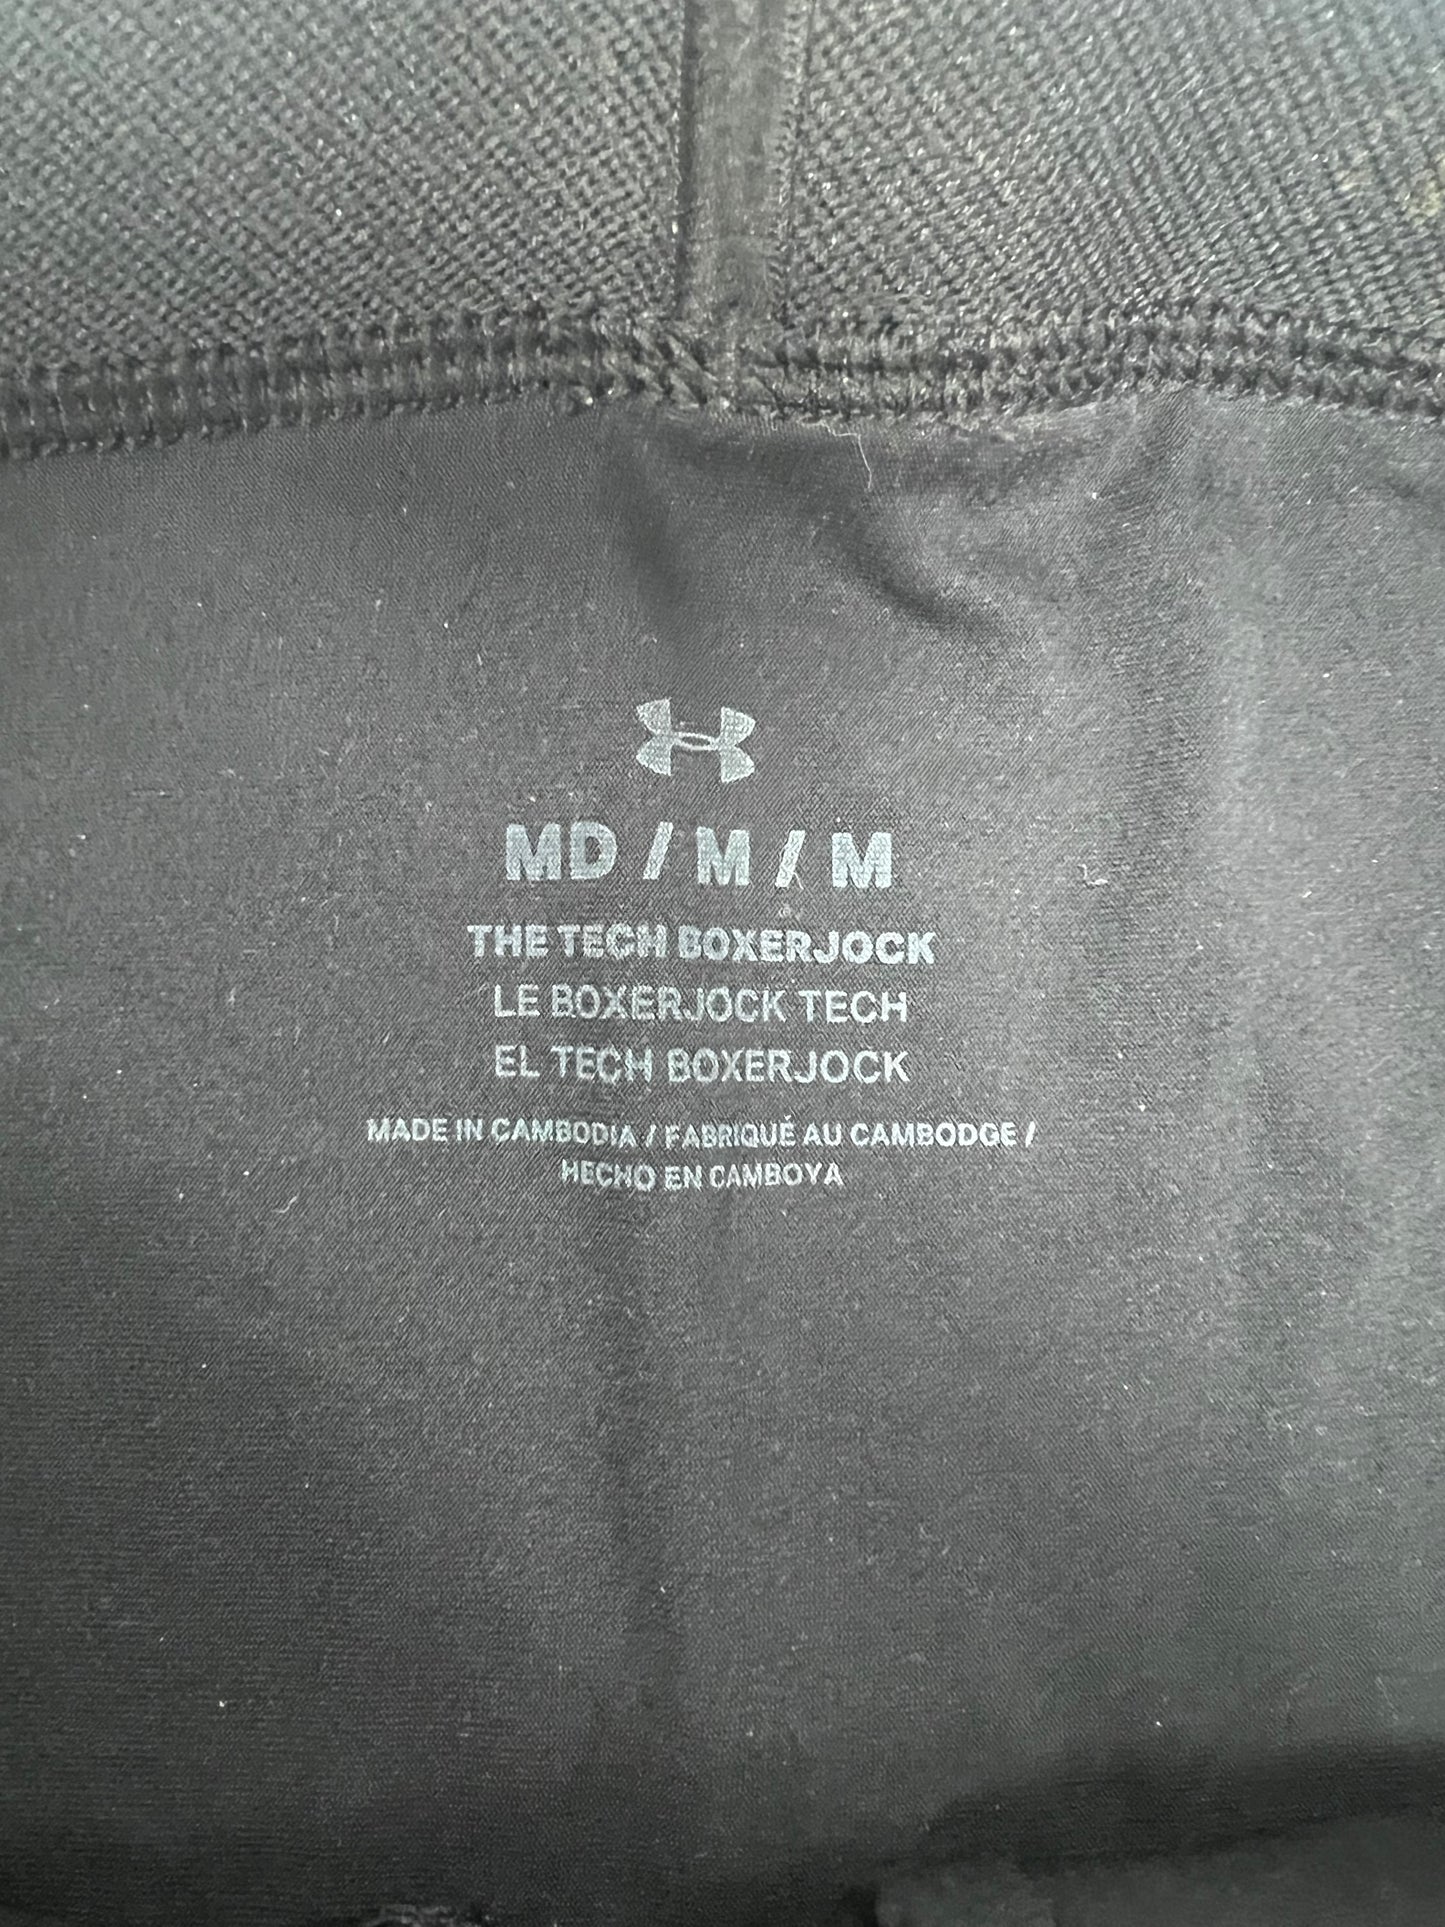 MD / M / M
THE TECH BOXERJOCK
LE BOXERJOCK TECH
EL TECH BOXERJOCK
MADE IN CAMBODIA / FABRIQUÉ AU CAMBODGE /
HECHO EN CAMBOYA